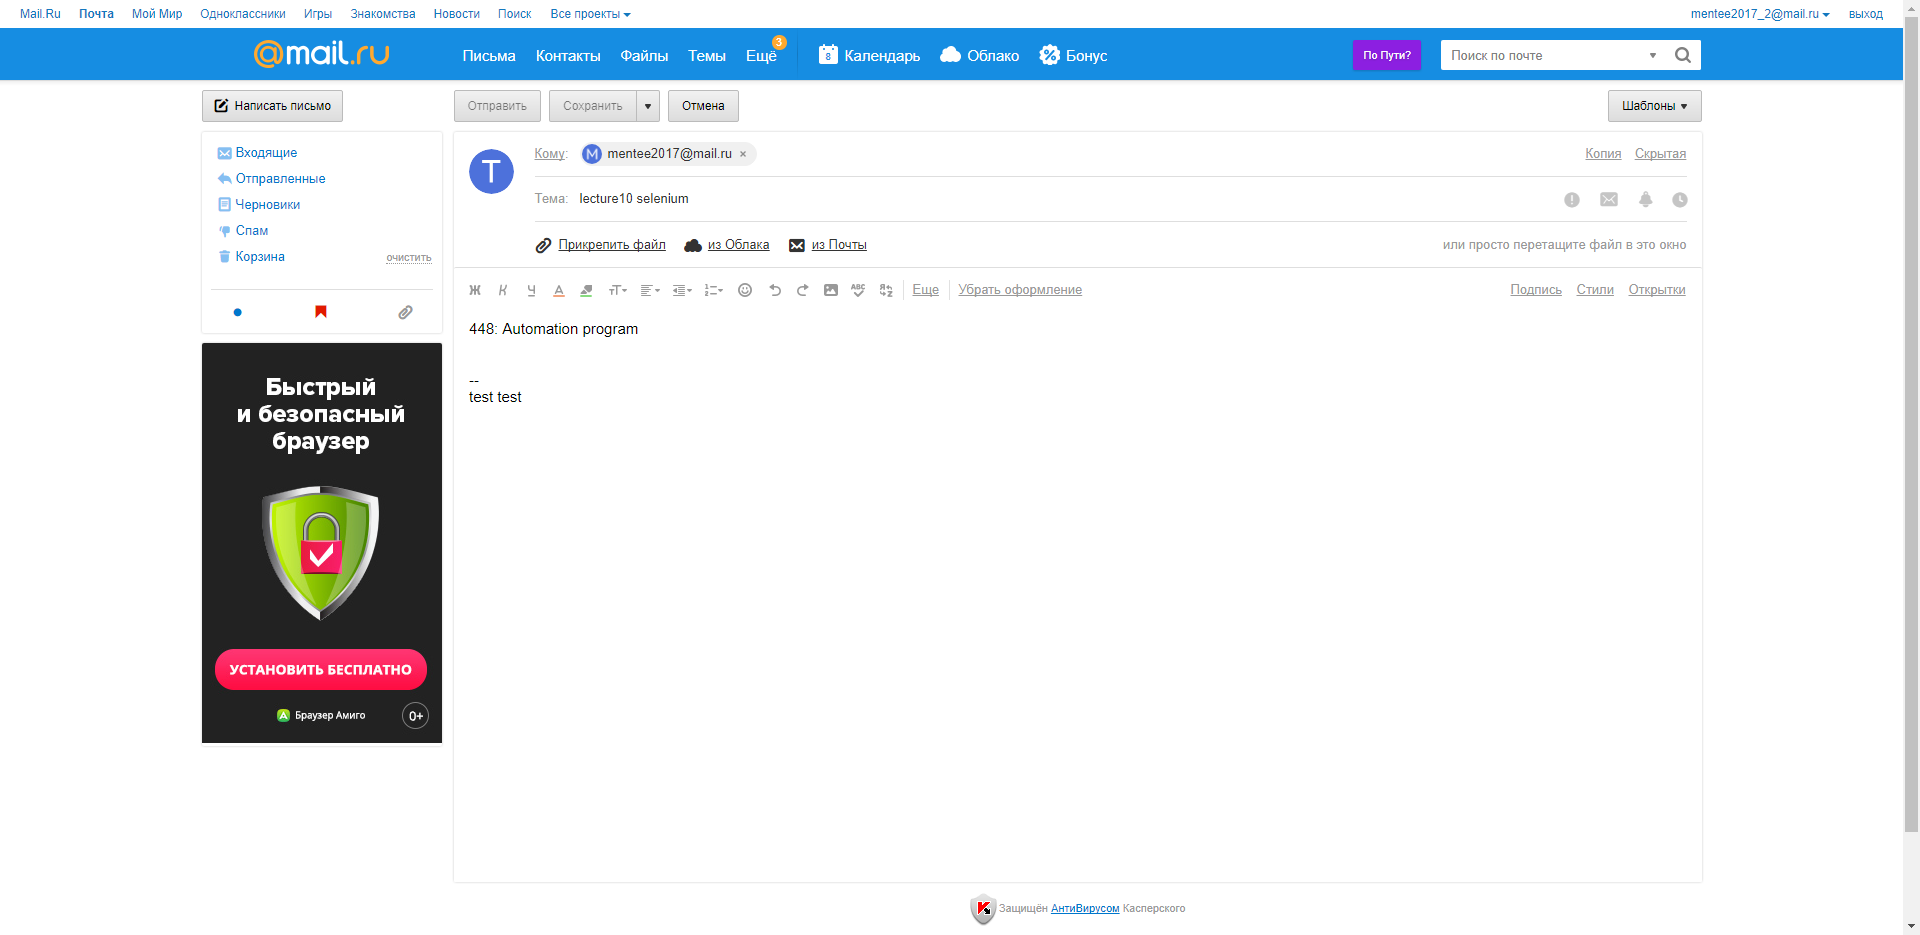 Mail.Ru Почта Мой Мир Одноклассники Игры Знакомства Новости Поиск Все проекты mentee2017_2@mail.ru выход
@mail.ru Письма Контакты Файлы Темы Ещё 3 8 Календарь Облако Бонус По Пути? Поиск по почте
Написать письмо Отправить Сохранить Отмена Шаблоны
Входящие
Отправленные
Черновики
Спам
Корзина очистить
Быстрый
и безопасный
браузер
УСТАНОВИТЬ БЕСПЛАТНО
Браузер Амиго 0+
T
Кому: M mentee2017@mail.ru × Копия Скрытая
Тема: lecture10 selenium
Прикрепить файл из Облака из Почты или просто перетащите файл в это окно
Ж К Ч А тТ ABC Еще Убрать оформление Подпись Стили Открытки
448: Automation program
--
test test
Защищён АнтиВирусом Касперского